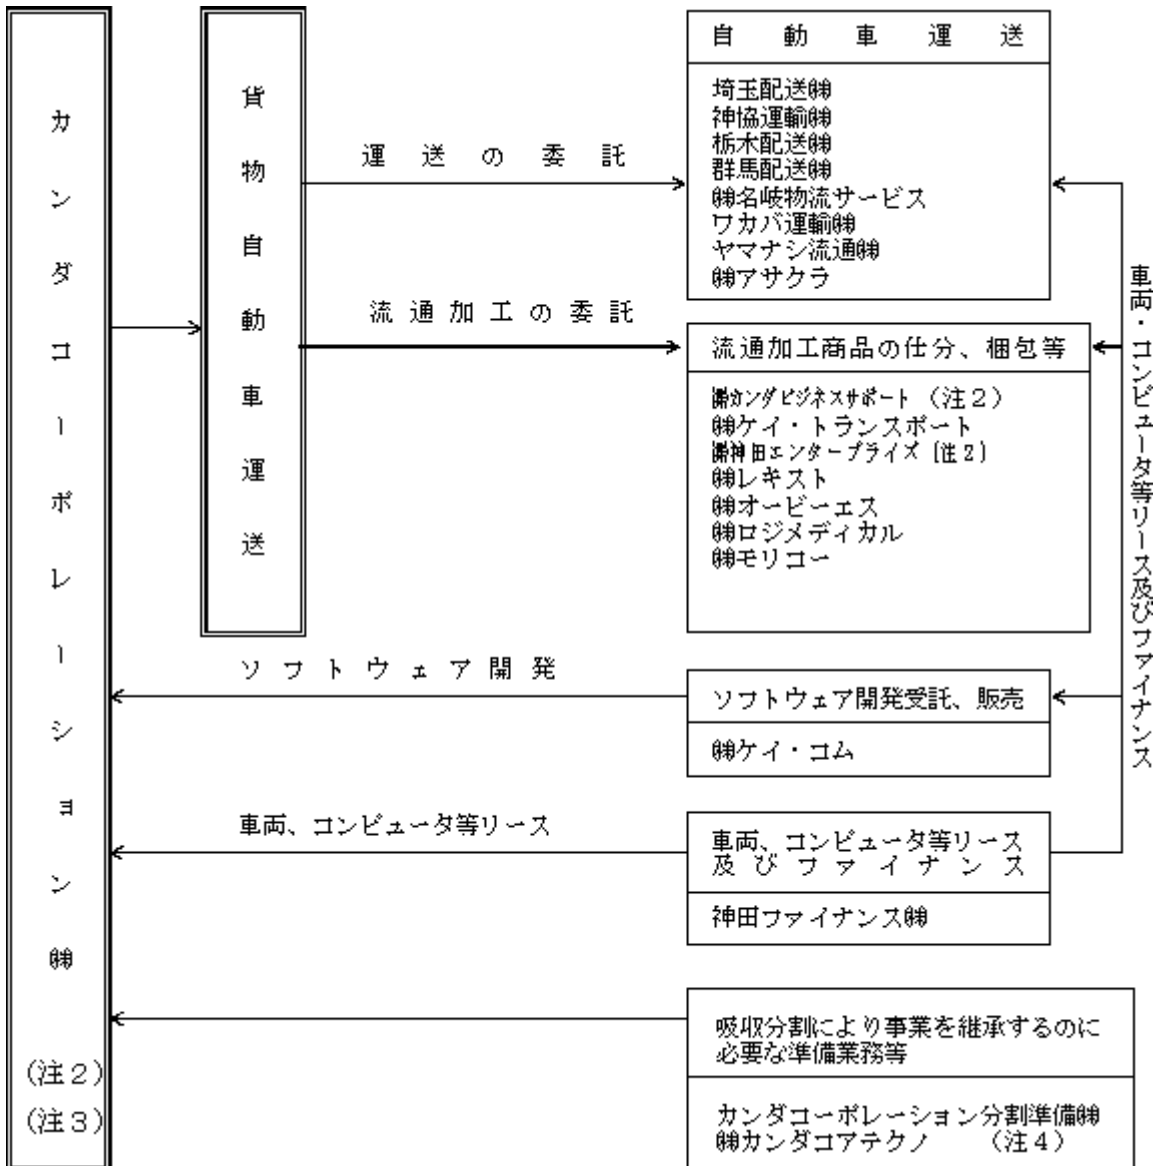 カンダコーポレーション㈱
(注2)
(注3)
貨物自動車運送
運送の委託
流通加工の委託
自動車運送
埼玉配送㈱
神協運輸㈱
栃木配送㈱
群馬配送㈱
㈱名岐物流サービス
ワカバ運輸㈱
ヤマナシ流通㈱
㈱アサクラ
流通加工商品の仕分、梱包等
㈱カンダビジネスサポート(注2)
㈱ケイ・トランスポート
㈱神田エンタープライズ(注2)
㈱レキスト
㈱オービーエス
㈱ロジメディカル
㈱モリコー
ソフトウェア開発
ソフトウェア開発受託、販売
㈱ケイ・コム
車両、コンピュータ等リース
車両、コンピュータ等リース
及びファイナンス
神田ファイナンス㈱
車両・コンピュータ等リース及びファイナンス
吸収分割により事業を継承するのに
必要な準備業務等
カンダコーポレーション分割準備㈱
㈱カンダコアテクノ (注4)